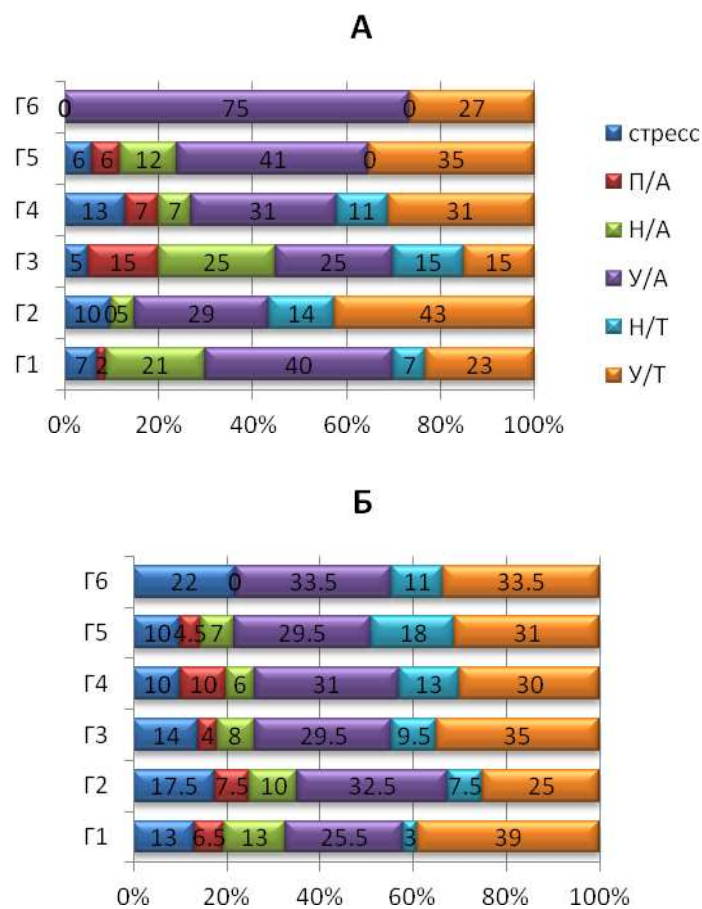 А
Г6 0 75 0 27
Г5 6 6 12 41 0 35
Г4 13 7 7 31 11 31
Г3 5 15 25 25 15 15
Г2 10 0 5 29 14 43
Г1 7 2 21 40 7 23
0% 20% 40% 60% 80% 100%
стресс
П/А
Н/А
У/А
Н/Т
У/Т
Б
Г6 22 0 33.5 11 33.5
Г5 10 4.5 7 29.5 18 31
Г4 10 10 6 31 13 30
Г3 14 4 8 29.5 9.5 35
Г2 17.5 7.5 10 32.5 7.5 25
Г1 13 6.5 13 25.5 3 39
0% 20% 40% 60% 80% 100%